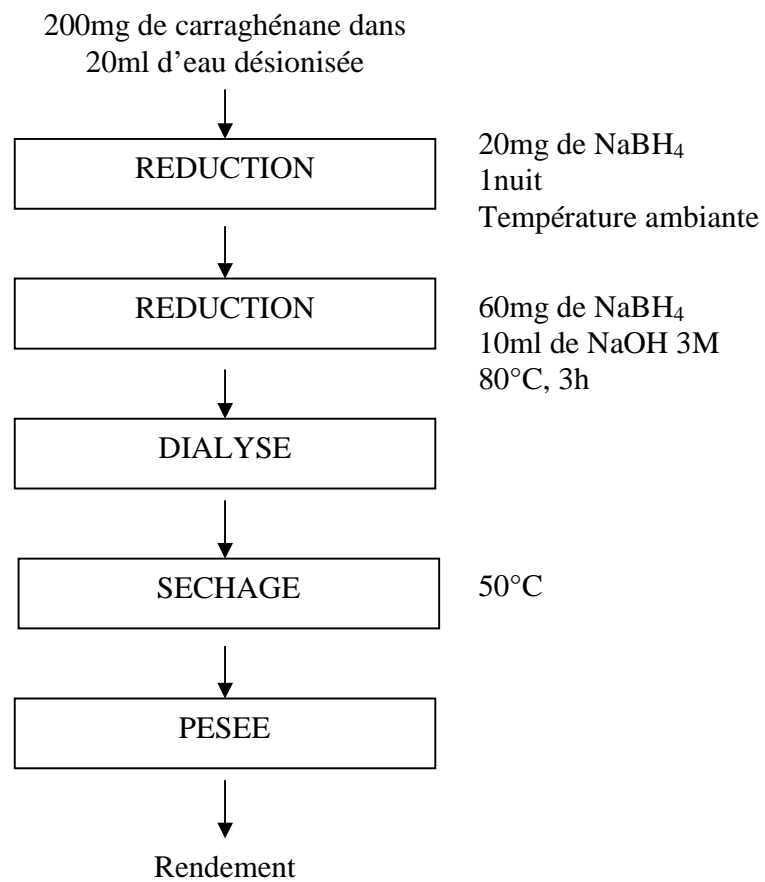 200mg de carraghénane dans
20ml d'eau désionisée
REDUCTION
20mg de NaBH₄
1nuit
Température ambiante
REDUCTION
60mg de NaBH₄
10ml de NaOH 3M
80°C, 3h
DIALYSE
SECHAGE
50°C
PESEE
Rendement